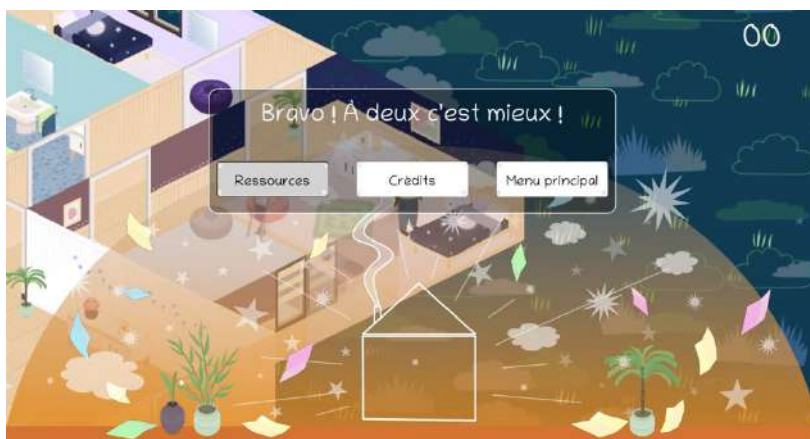 00
Bravo ! À deux c'est mieux !
Ressources
Crédits
Menu principal